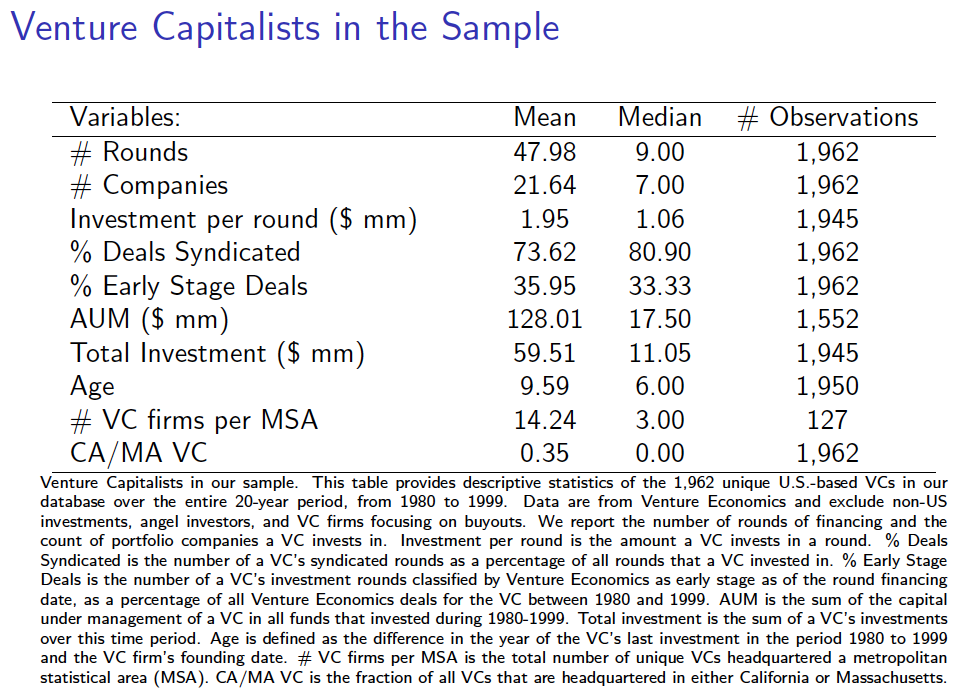 Venture Capitalists in the Sample
Variables: Mean Median # Observations
# Rounds 47.98 9.00 1,962
# Companies 21.64 7.00 1,962
Investment per round ($ mm) 1.95 1.06 1,945
% Deals Syndicated 73.62 80.90 1,962
% Early Stage Deals 35.95 33.33 1,962
AUM ($ mm) 128.01 17.50 1,552
Total Investment ($ mm) 59.51 11.05 1,945
Age 9.59 6.00 1,950
# VC firms per MSA 14.24 3.00 127
CA/MA VC 0.35 0.00 1,962
Venture Capitalists in our sample. This table provides descriptive statistics of the 1,962 unique U.S.-based VCs in our
database over the entire 20-year period, from 1980 to 1999. Data are from Venture Economics and exclude non-US
investments, angel investors, and VC firms focusing on buyouts. We report the number of rounds of financing and the
count of portfolio companies a VC invests in. Investment per round is the amount a VC invests in a round. % Deals
Syndicated is the number of a VC's syndicated rounds as a percentage of all rounds that a VC invested in. % Early Stage
Deals is the number of a VC's investment rounds classified by Venture Economics as early stage as of the round financing
date, as a percentage of all Venture Economics deals for the VC between 1980 and 1999. AUM is the sum of the capital
under management of a VC in all funds that invested during 1980-1999. Total investment is the sum of a VC's investments
over this time period. Age is defined as the difference in the year of the VC's last investment in the period 1980 to 1999
and the VC firm's founding date. # VC firms per MSA is the total number of unique VCs headquartered a metropolitan
statistical area (MSA). CA/MA VC is the fraction of all VCs that are headquartered in either California or Massachusetts.